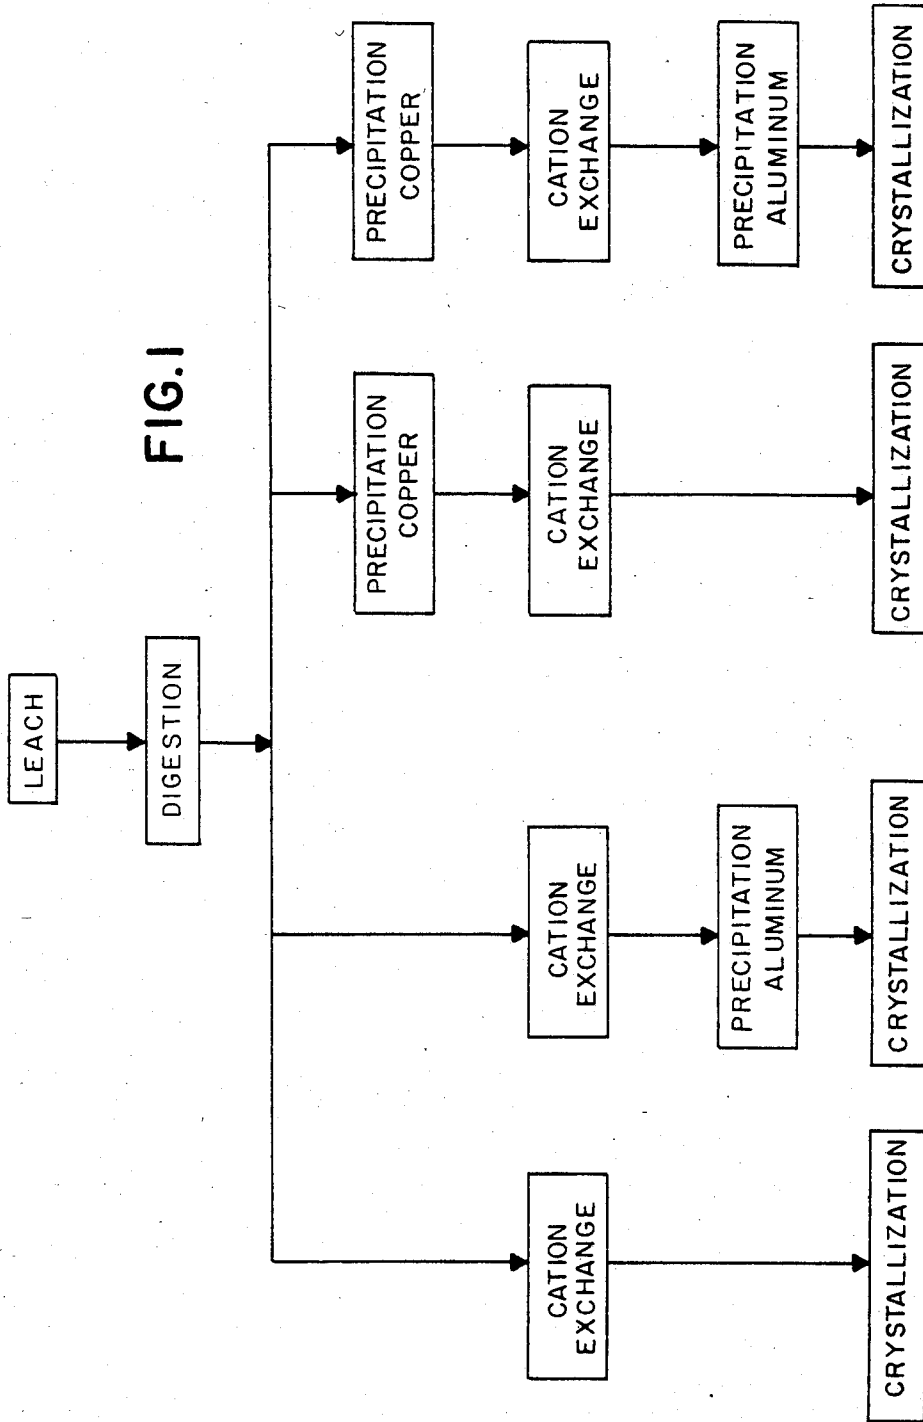 LEACH
DIGESTION
FIG.1
PRECIPITATION
COPPER
PRECIPITATION
COPPER
CATION
EXCHANGE
CATION
EXCHANGE
CATION
EXCHANGE
CATION
EXCHANGE
PRECIPITATION
ALUMINUM
PRECIPITATION
ALUMINUM
CRYSTALLIZATION
CRYSTALLIZATION
CRYSTALLIZATION
CRYSTALLIZATION